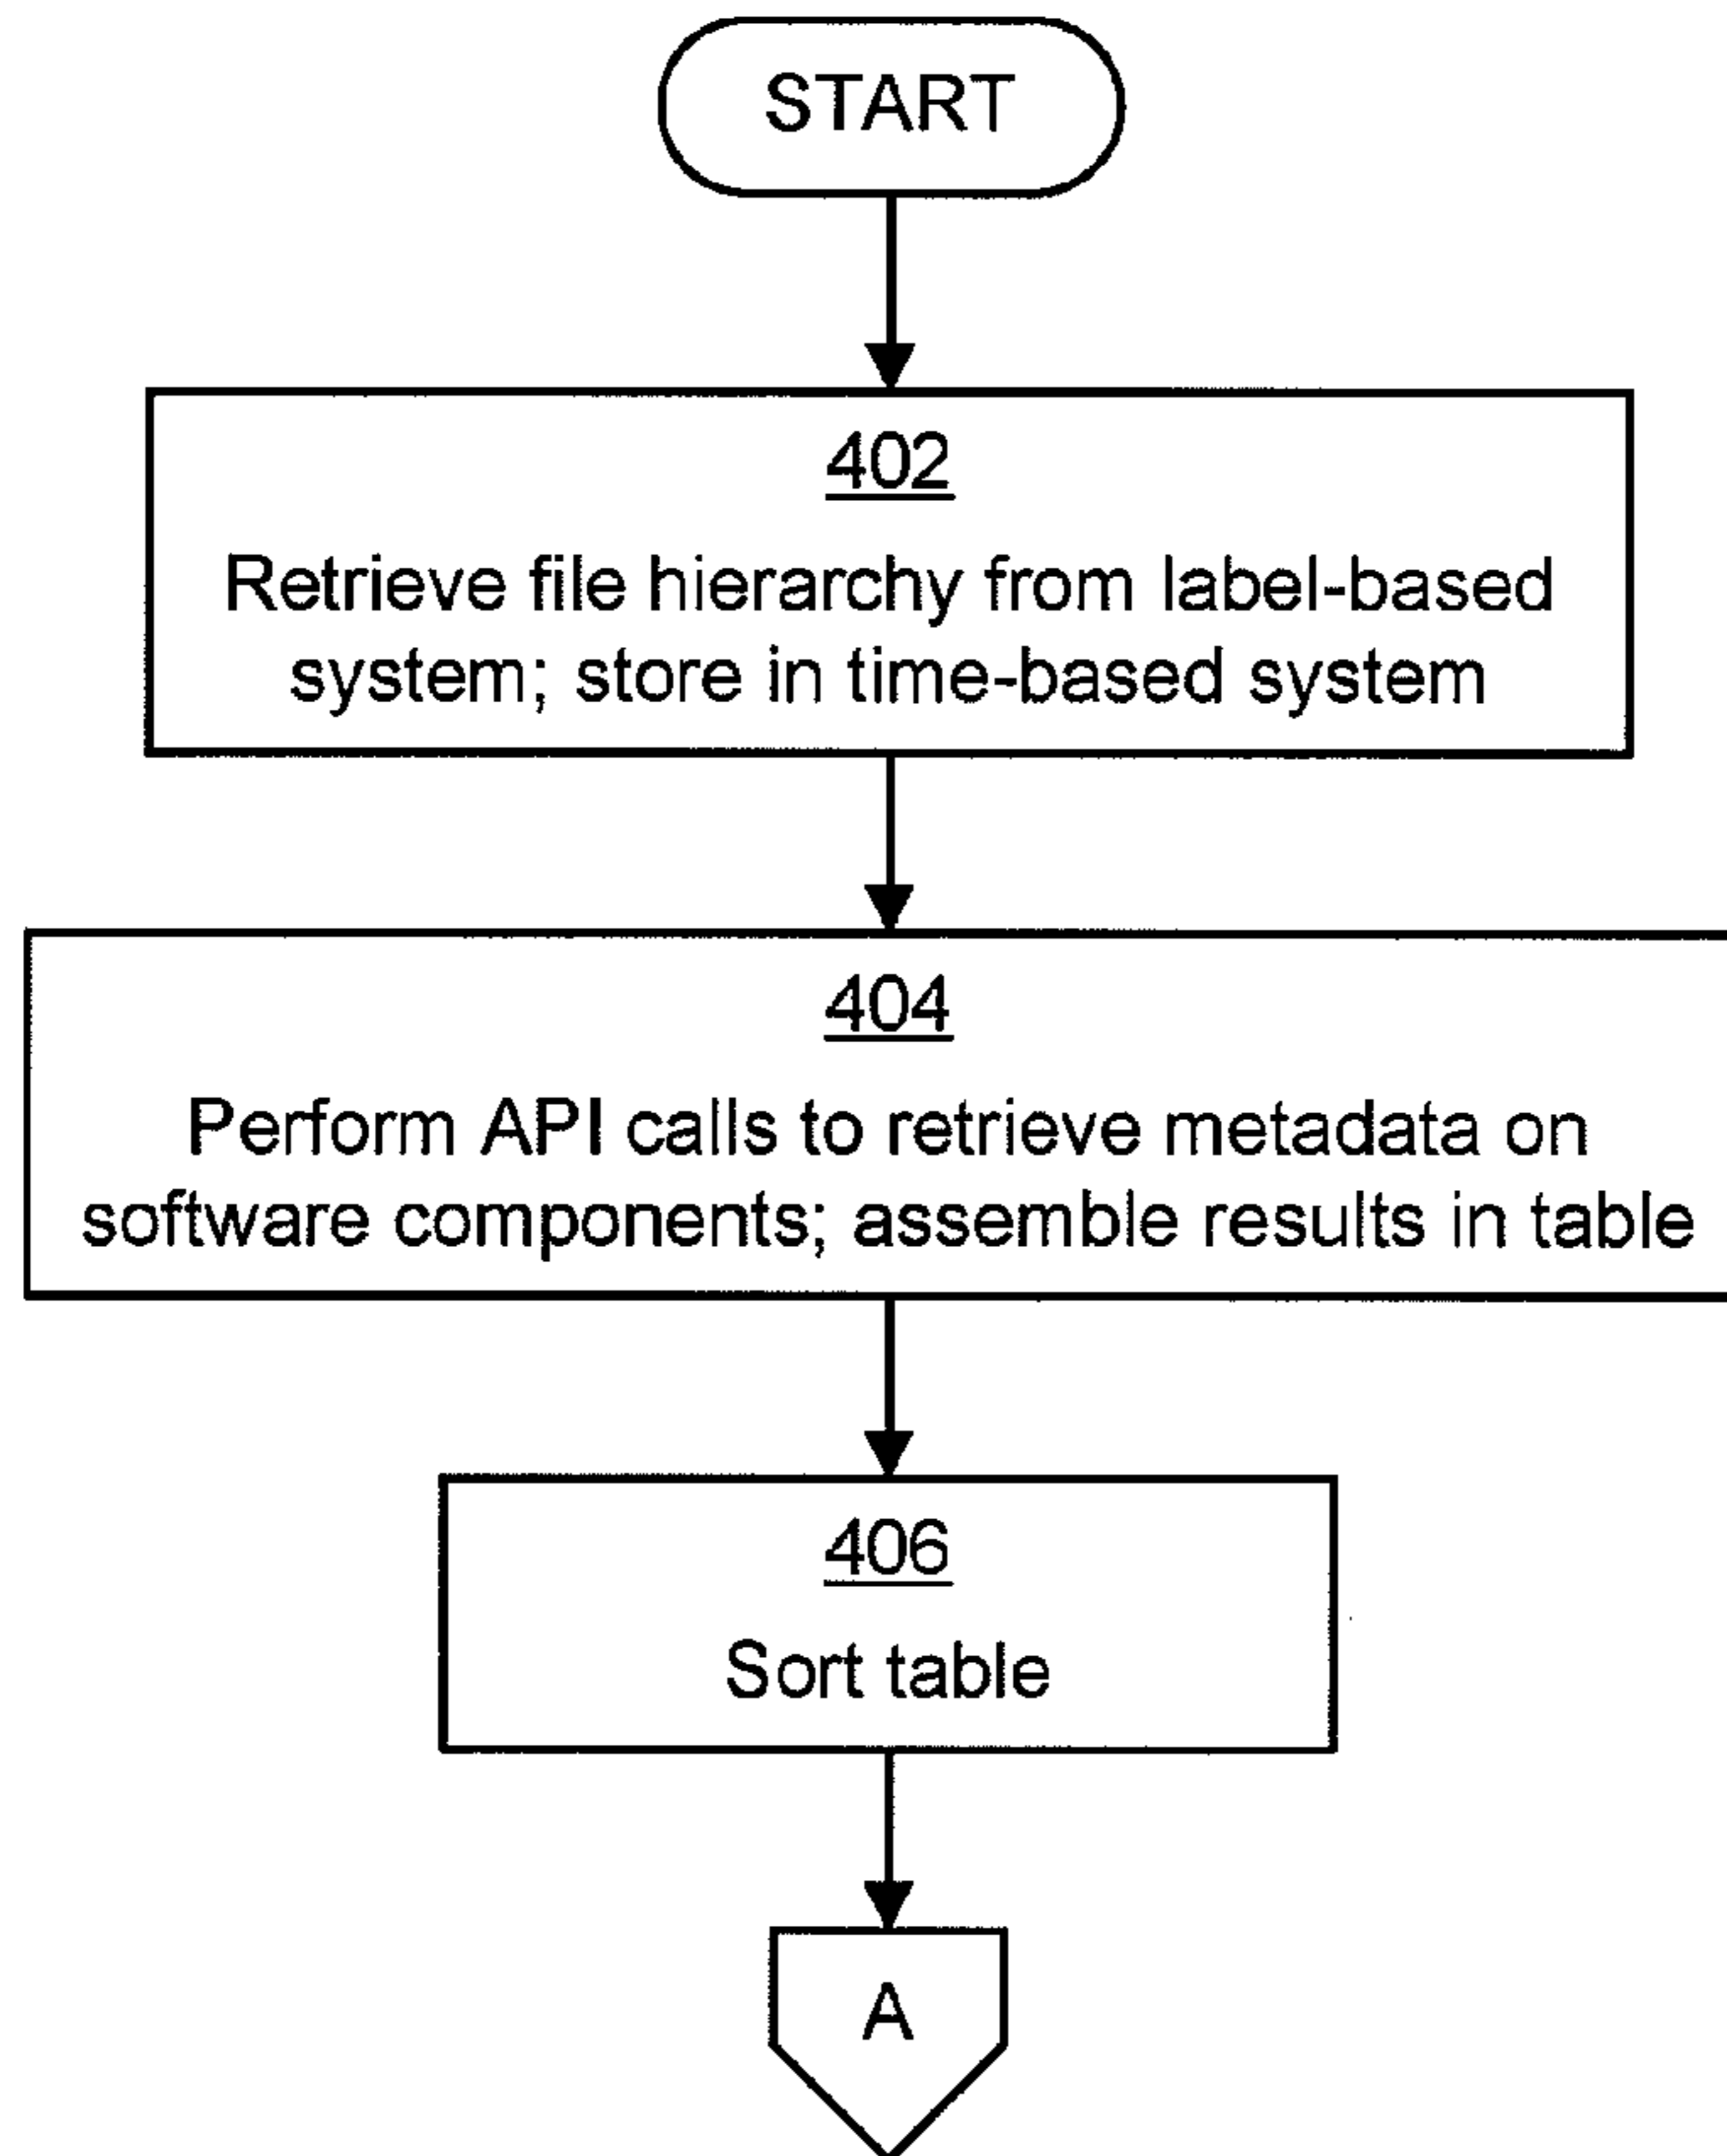 START
402
Retrieve file hierarchy from label-based
system; store in time-based system
404
Perform API calls to retrieve metadata on
software components; assemble results in table
406
Sort table
A